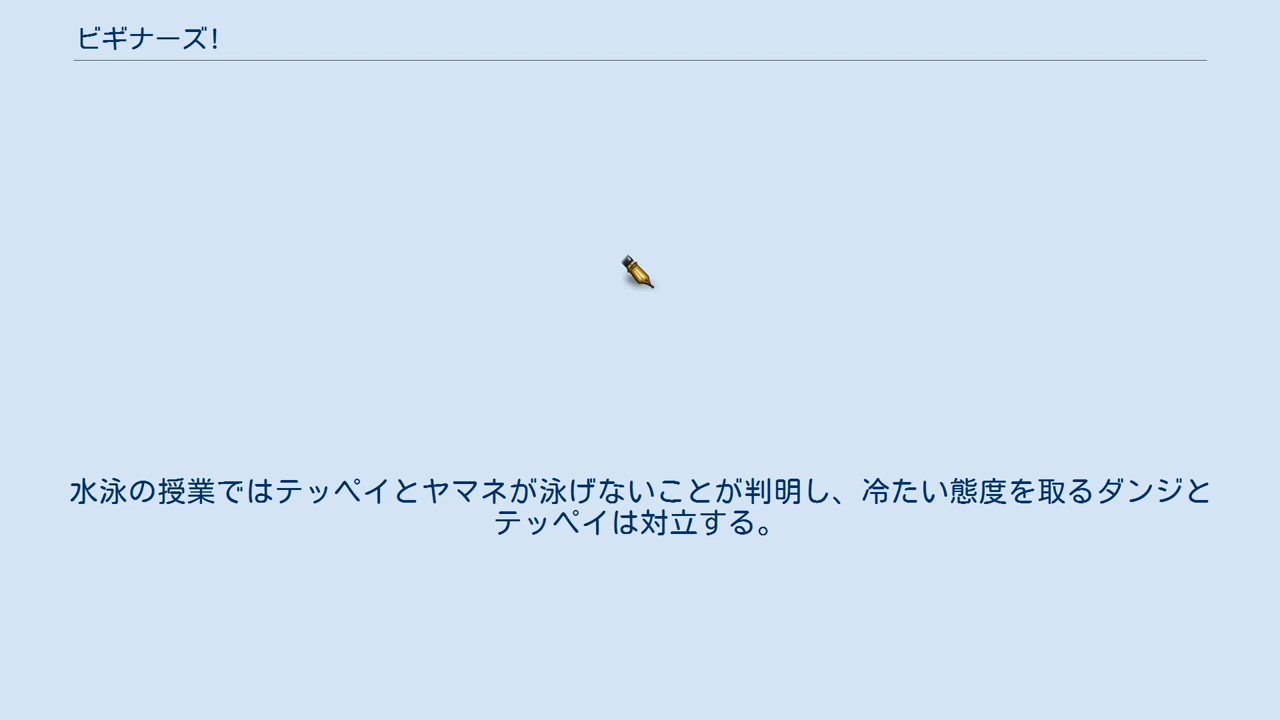 ビギナーズ!
水泳の授業ではテッペイとヤマネが泳げないことが判明し、冷たい態度を取るダンジと
テッペイは対立する。